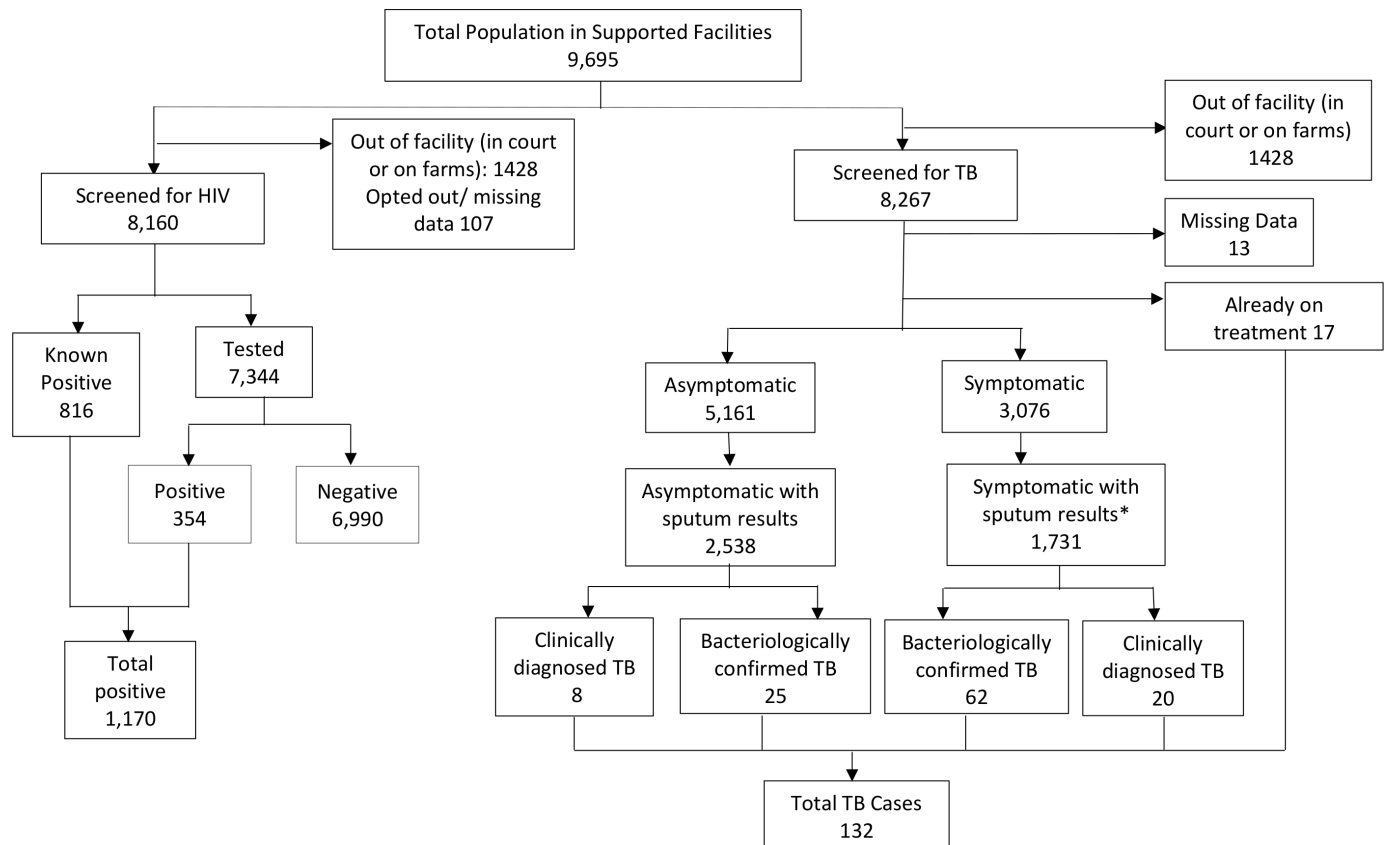 Total Population in Supported Facilities
9,695
Out of facility (in
court or on farms)
1428
Out of facility (in court
or on farms): 1428
Opted out/ missing
data 107
Screened for HIV
8,160
Screened for TB
8,267
Missing Data
13
Already on
treatment 17
Known
Positive
816
Tested
7,344
Asymptomatic
5,161
Symptomatic
3,076
Positive
354
Negative
6,990
Asymptomatic with
sputum results
2,538
Symptomatic with
sputum results*
1,731
Total
positive
1,170
Clinically
diagnosed TB
8
Bacteriologically
confirmed TB
25
Bacteriologically
confirmed TB
62
Clinically
diagnosed TB
20
Total TB Cases
132